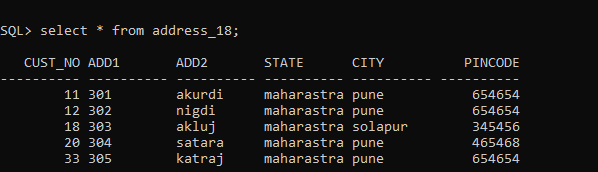 SQL> select * from address_18;
CUST_NO ADD1 ADD2 STATE CITY PINCODE
---------- ---------- ---------- ---------- ---------- ----------
11 301 akurdi maharastra pune 654654
12 302 nigdi maharastra pune 654654
18 303 akluj maharastra solapur 345456
20 304 satara maharastra pune 465468
33 305 katraj maharastra pune 654654